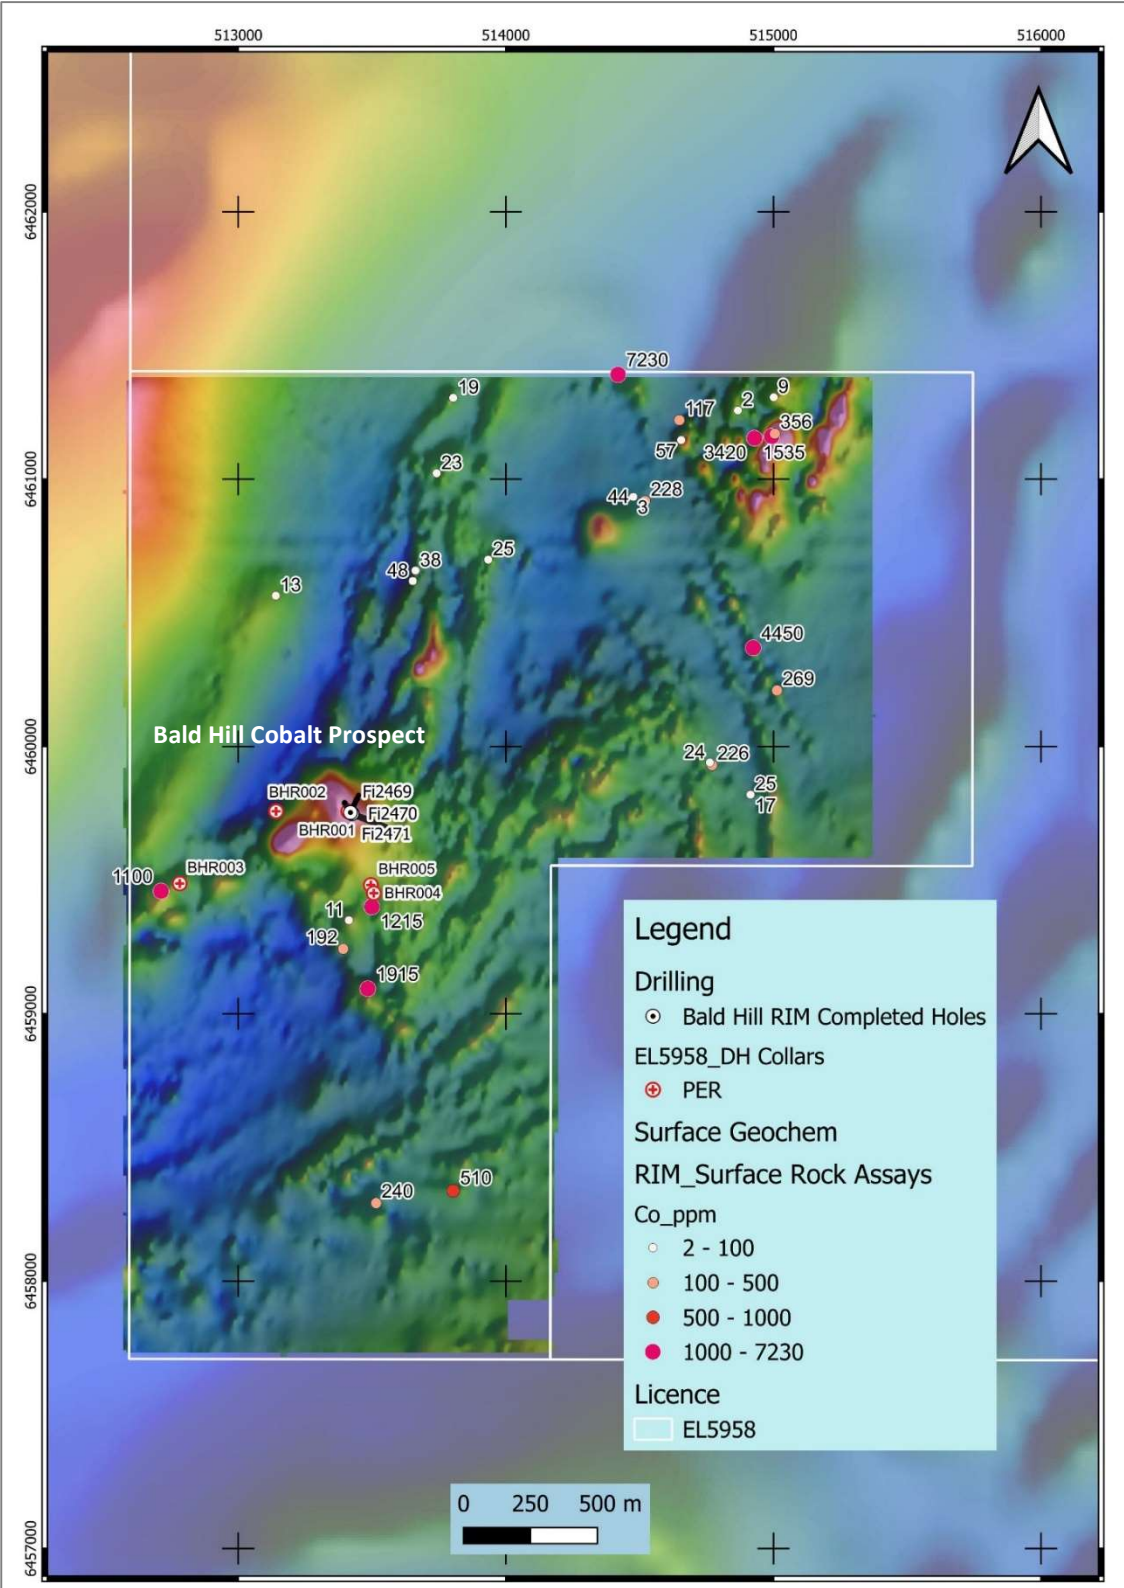 513000 514000 515000 516000
6462000
6461000
6460000
6459000
6458000
6457000
7230
19
9
2
117
356
57
3420 1535
23
228
44
3
25
38
48
13
4450
269
Bald Hill Cobalt Prospect
24 226
25
17
BHR002
Fi2469
Fi2470
BHR001
Fi2471
BHR003
1100
BHR005
BHR004
11
1215
192
1915
510
240
Legend
Drilling
Bald Hill RIM Completed Holes
EL5958_DH Collars
PER
Surface Geochem
RIM_Surface Rock Assays
Co_ppm
2 - 100
100 - 500
500 - 1000
1000 - 7230
Licence
EL5958
0 250 500 m